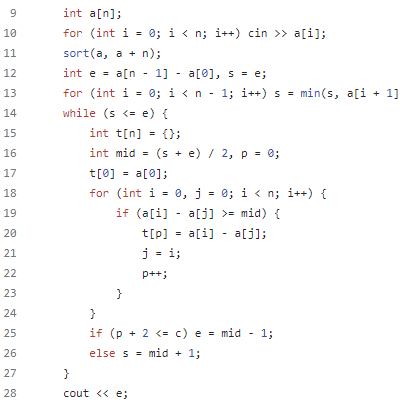 9 int a[n];
10 for (int i = 0; i < n; i++) cin >> a[i];
11 sort(a, a + n);
12 int e = a[n - 1] - a[0], s = e;
13 for (int i = 0; i < n - 1; i++) s = min(s, a[i + 1]
14 while (s <= e) {
15 int t[n] = {};
16 int mid = (s + e) / 2, p = 0;
17 t[0] = a[0];
18 for (int i = 0, j = 0; i < n; i++) {
19 if (a[i] - a[j] >= mid) {
20 t[p] = a[i] - a[j];
21 j = i;
22 p++;
23 }
24 }
25 if (p + 2 <= c) e = mid - 1;
26 else s = mid + 1;
27 }
28 cout << e;